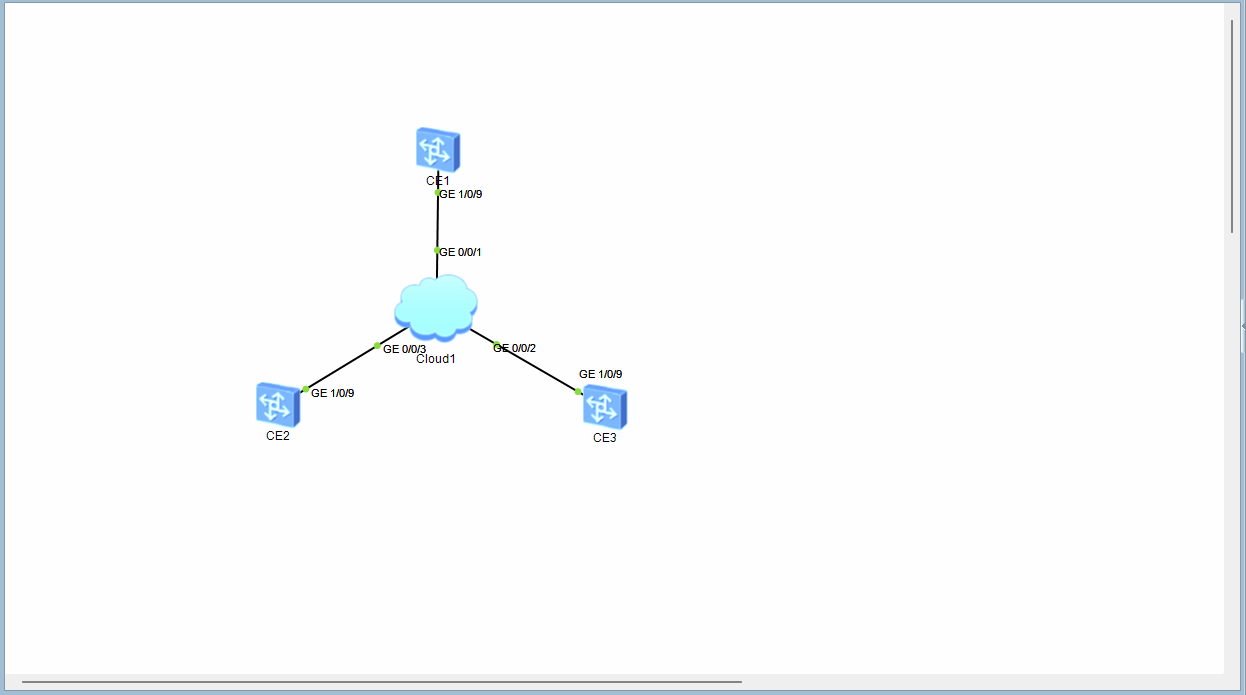 CE1
GE 1/0/9
GE 0/0/1
GE 0/0/3
GE 0/0/2
Cloud1
GE 1/0/9
GE 1/0/9
CE2
CE3